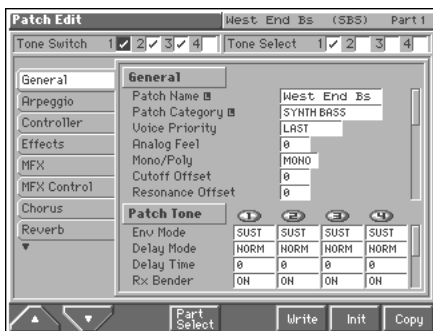 Patch Edit West End Bs (SBS) Part 1
Tone Switch 1 2 3 4 Tone Select 1 2 3 4
General
Arpeggio
Controller
Effects
MFX
MFX Control
Chorus
Reverb
General
Patch Name West End Bs
Patch Category SYNTH BASS
Voice Priority LAST
Analog Feel 0
Mono/Poly MONO
Cutoff Offset 0
Resonance Offset 0
Patch Tone 1 2 3 4
Env Mode SUST SUST SUST SUST
Delay Mode NORM NORM NORM NORM
Delay Time 0 0 0 0
Rx Bender ON ON ON ON
Part Select Write Init Copy